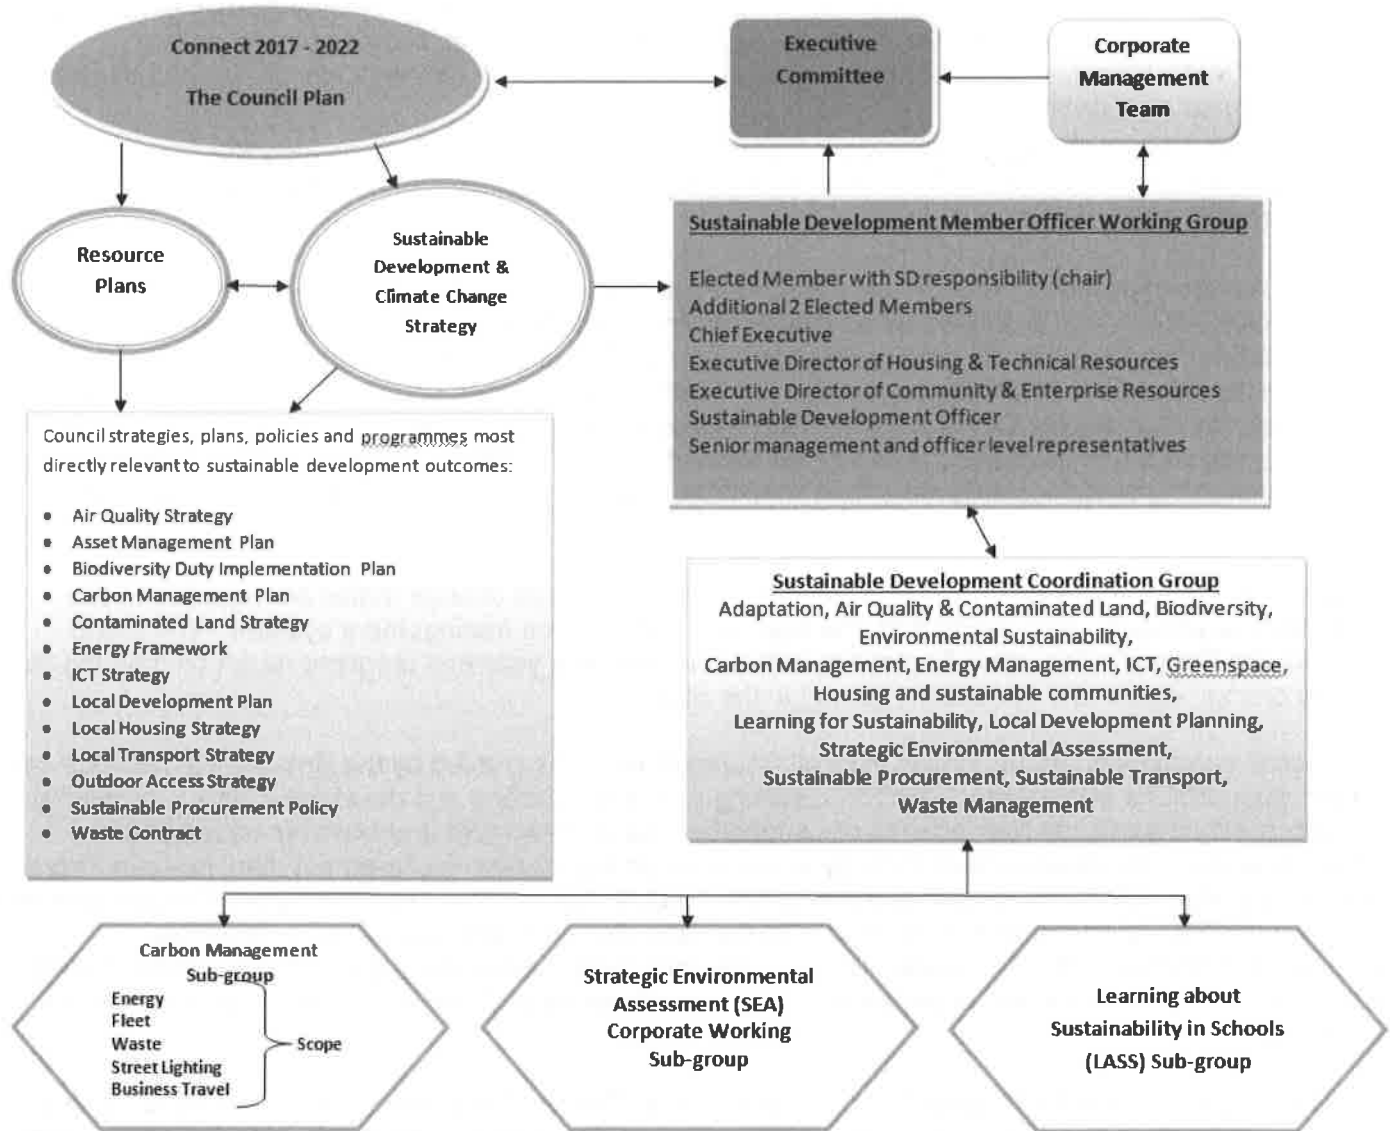 Connect 2017 - 2022
The Council Plan
Executive
Committee
Corporate
Management
Team
Resource
Plans
Sustainable
Development &
Climate Change
Strategy
Sustainable Development Member Officer Working Group
Elected Member with SD responsibility (chair)
Additional 2 Elected Members
Chief Executive
Executive Director of Housing & Technical Resources
Executive Director of Community & Enterprise Resources
Sustainable Development Officer
Senior management and officer level representatives
Council strategies, plans, policies and programmes most
directly relevant to sustainable development outcomes:
• Air Quality Strategy
• Asset Management Plan
• Biodiversity Duty Implementation Plan
• Carbon Management Plan
• Contaminated Land Strategy
• Energy Framework
• ICT Strategy
• Local Development Plan
• Local Housing Strategy
• Local Transport Strategy
• Outdoor Access Strategy
• Sustainable Procurement Policy
• Waste Contract
Sustainable Development Coordination Group
Adaptation, Air Quality & Contaminated Land, Biodiversity,
Environmental Sustainability,
Carbon Management, Energy Management, ICT, Greenspace,
Housing and sustainable communities,
Learning for Sustainability, Local Development Planning,
Strategic Environmental Assessment,
Sustainable Procurement, Sustainable Transport,
Waste Management
Carbon Management
Sub-group
Energy
Fleet
Waste
Street Lighting
Business Travel
Scope
Strategic Environmental
Assessment (SEA)
Corporate Working
Sub-group
Learning about
Sustainability in Schools
(LASS) Sub-group